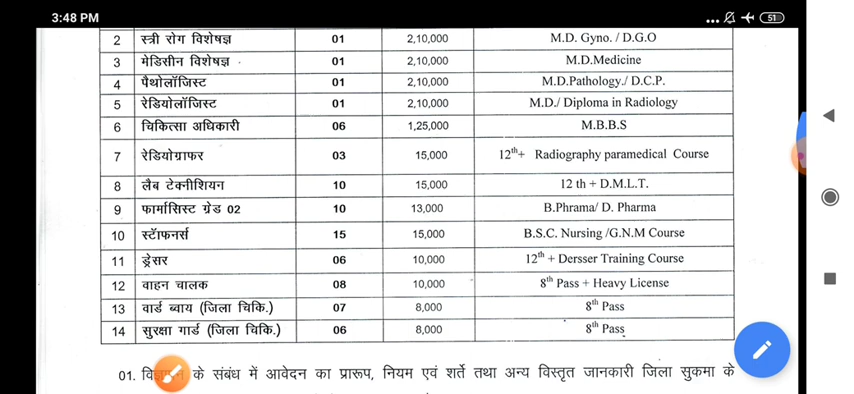 3:48 PM ... 51
2 स्त्री रोग विशेषज्ञ 01 2,10,000 M.D. Gyno. / D.G.O
3 मेडिसीन विशेषज्ञ 01 2,10,000 M.D.Medicine
4 पैथोलॉजिस्ट 01 2,10,000 M.D.Pathology./ D.C.P.
5 रेडियोलॉजिस्ट 01 2,10,000 M.D./ Diploma in Radiology
6 चिकित्सा अधिकारी 06 1,25,000 M.B.B.S
7 रेडियोग्राफर 03 15,000 12th+ Radiography paramedical Course
8 लैब टेक्नीशियन 10 15,000 12 th + D.M.L.T.
9 फार्मासिस्ट ग्रेड 02 10 13,000 B.Phrama/ D. Pharma
10 स्टॅाफनर्स 15 15,000 B.S.C. Nursing /G.N.M Course
11 ड्रेसर 06 10,000 12th + Dersser Training Course
12 वाहन चालक 08 10,000 8th Pass + Heavy License
13 वार्ड ब्वाय (जिला चिकि.) 07 8,000 8th Pass
14 सुरक्षा गार्ड (जिला चिकि.) 06 8,000 8th Pass
01. के संबंध में आवेदन का प्रारूप, नियम एवं शर्ते तथा अन्य विस्तृत जानकारी जिला सुकमा के